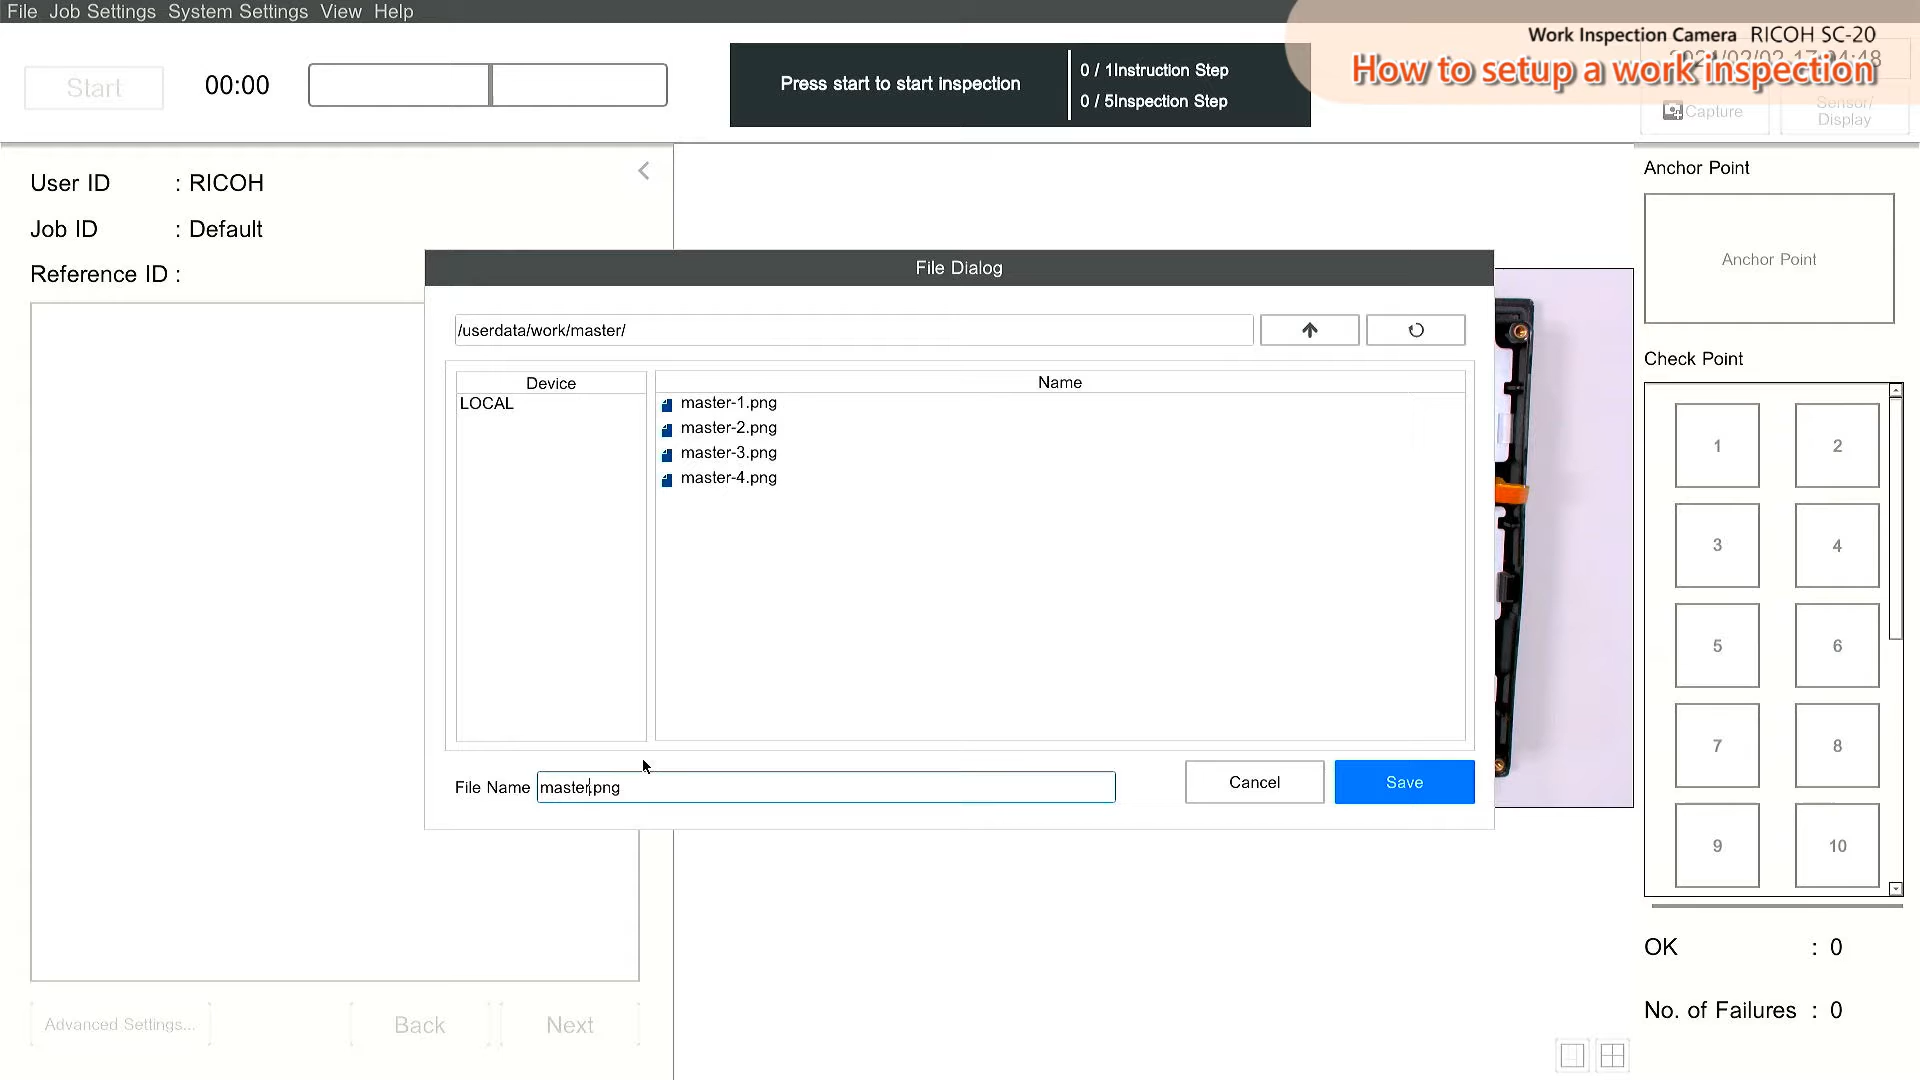 File Job Settings System Settings View Help
Work Inspection Camera RICOH SC-20
How to setup a work inspection
Start
00:00
Press start to start inspection
0 / 1Instruction Step
0 / 5Inspection Step
Capture
Sensor/
Display
User ID : RICOH
Job ID : Default
Reference ID :
Anchor Point
Anchor Point
Check Point
File Dialog
/userdata/work/master/
Device
Name
LOCAL
master-1.png
master-2.png
master-3.png
master-4.png
File Name master.png
Cancel
Save
1 2
3 4
5 6
7 8
9 10
OK : 0
No. of Failures : 0
Advanced Settings...
Back
Next